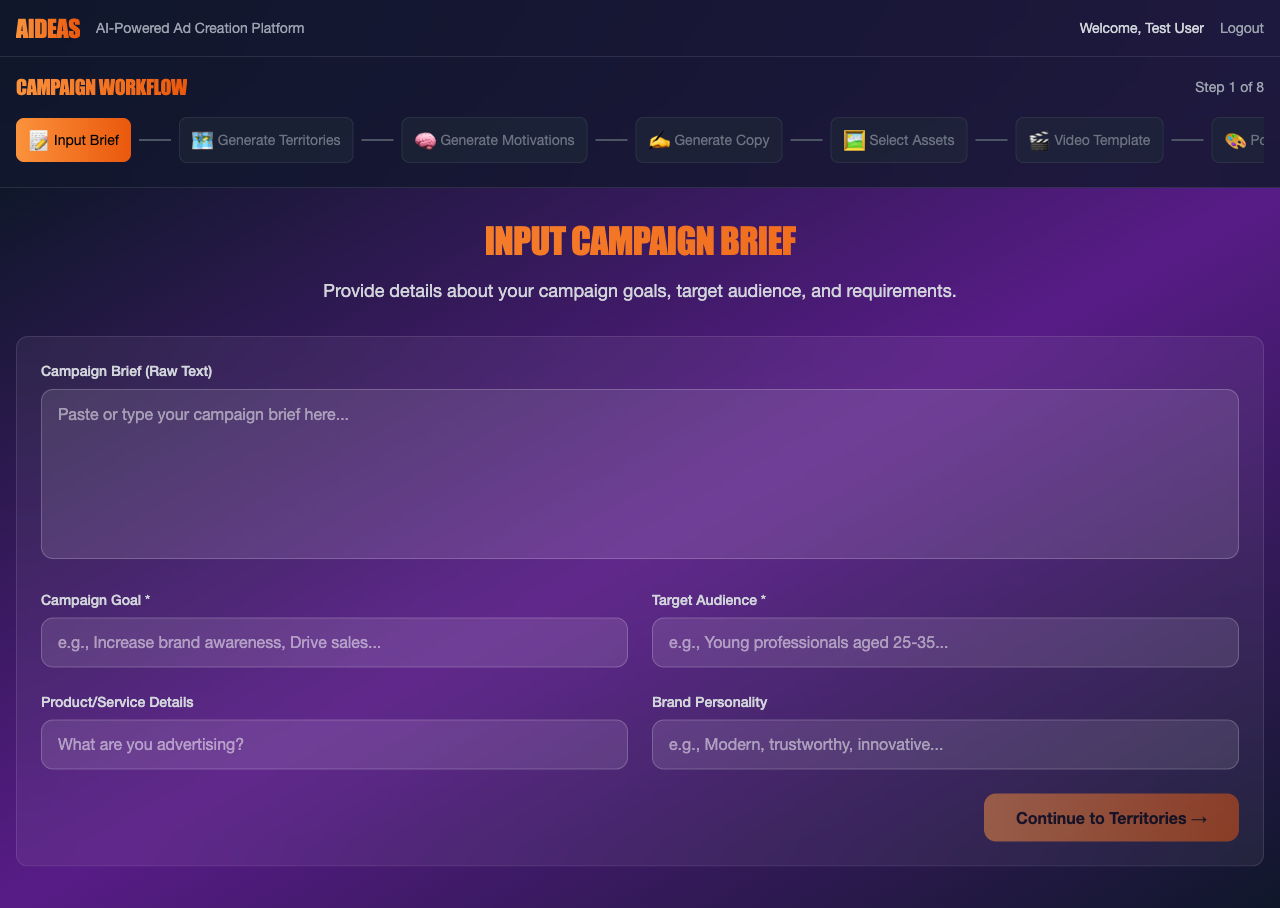 AIDEAS AI-Powered Ad Creation Platform Welcome, Test User Logout
CAMPAIGN WORKFLOW Step 1 of 8
Input Brief Generate Territories Generate Motivations Generate Copy Select Assets Video Template
INPUT CAMPAIGN BRIEF
Provide details about your campaign goals, target audience, and requirements.
Campaign Brief (Raw Text)
Paste or type your campaign brief here...
Campaign Goal * Target Audience *
e.g., Increase brand awareness, Drive sales... e.g., Young professionals aged 25-35...
Product/Service Details Brand Personality
What are you advertising? e.g., Modern, trustworthy, innovative...
Continue to Territories →